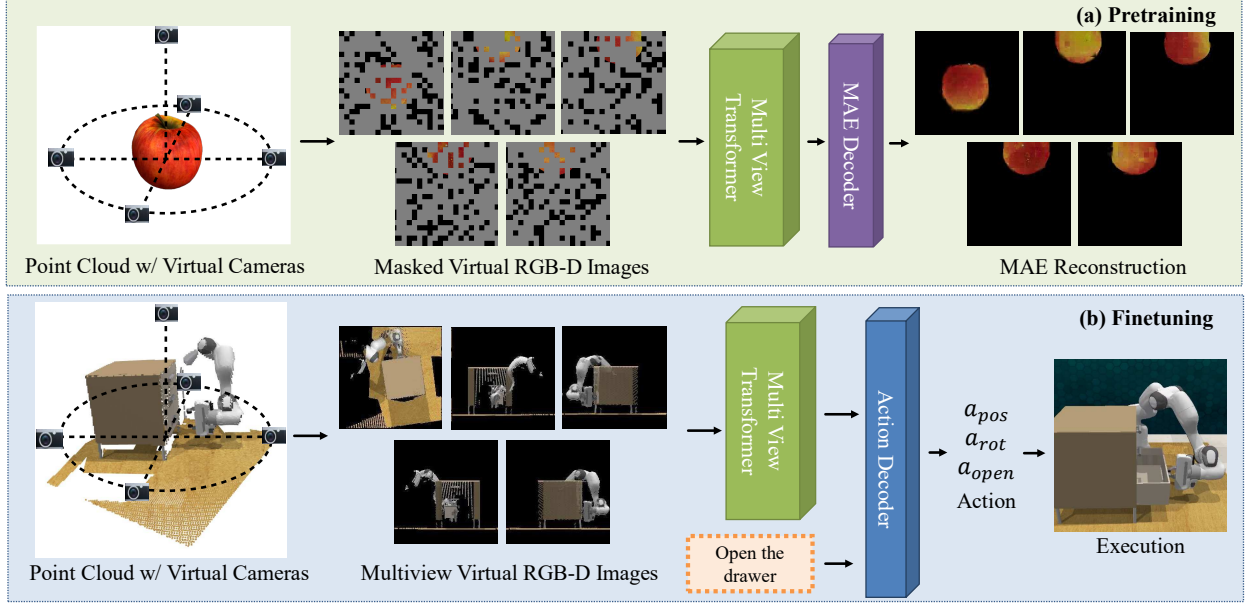 (a) Pretraining
Multi View
Transformer
MAE Decoder
Point Cloud w/ Virtual Cameras
Masked Virtual RGB-D Images
MAE Reconstruction
(b) Finetuning
Multi View
Transformer
Action Decoder
a_pos
a_rot
a_open
Action
Open the
drawer
Execution
Point Cloud w/ Virtual Cameras
Multiview Virtual RGB-D Images